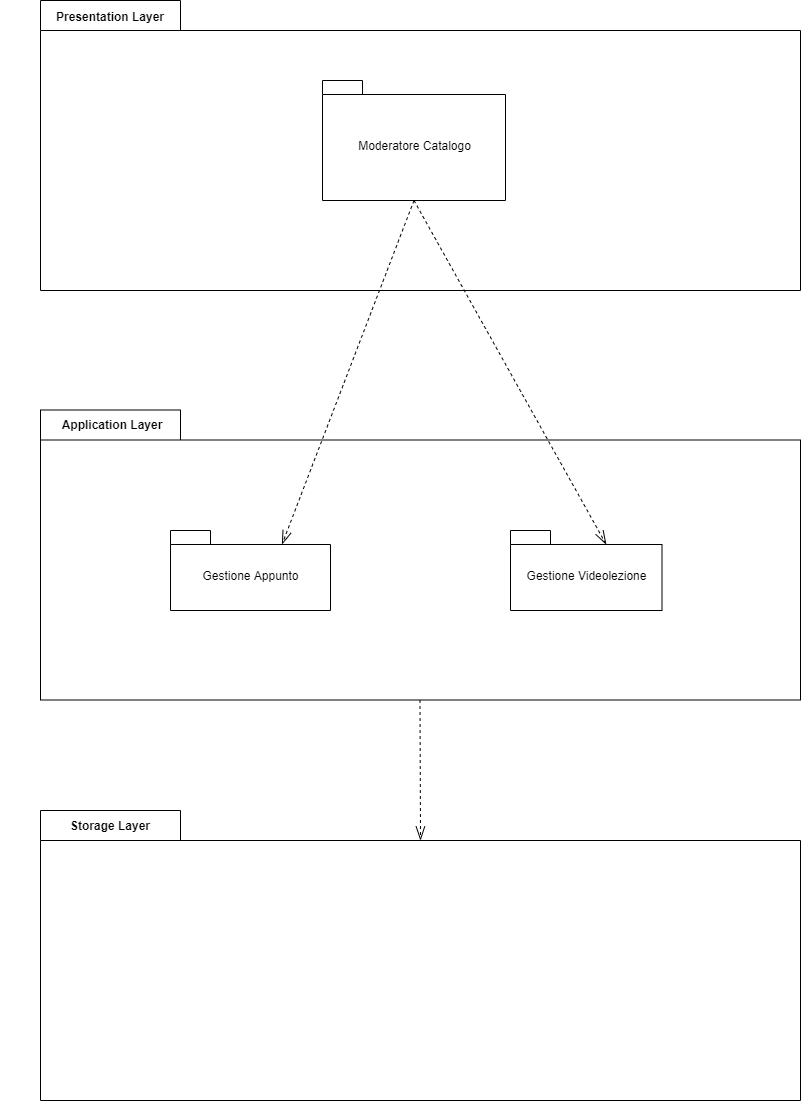 Presentation Layer
Moderatore Catalogo
Application Layer
Gestione Appunto
Gestione Videolezione
Storage Layer